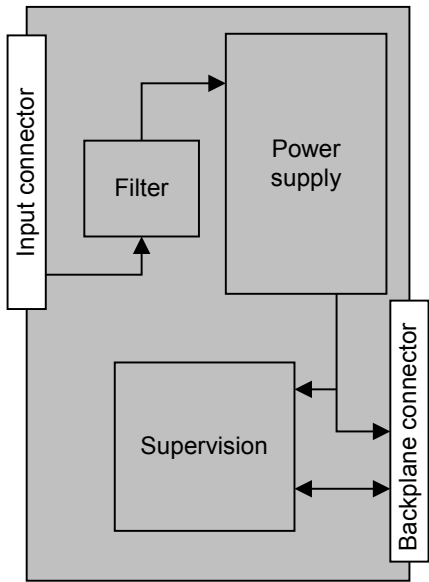 Input connector
Filter
Power
supply
Supervision
Backplane connector